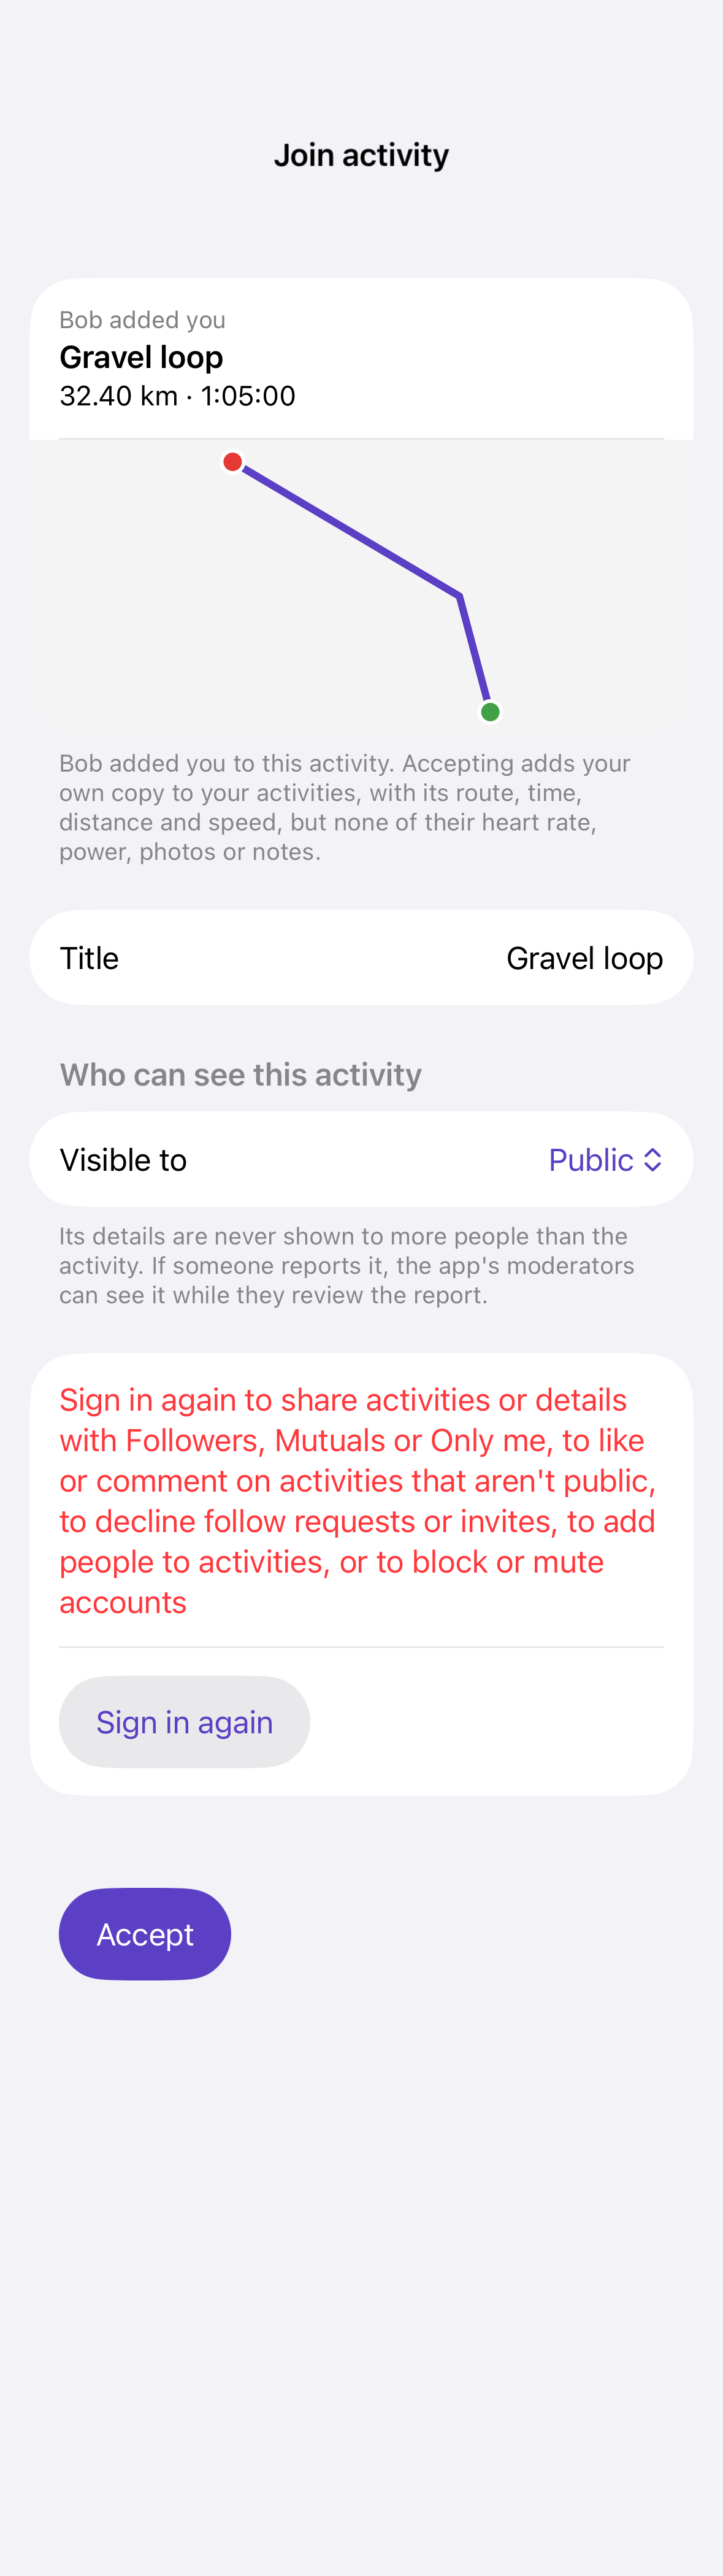 Join activity
Bob added you
Gravel loop
32.40 km · 1:05:00
Bob added you to this activity. Accepting adds your
own copy to your activities, with its route, time,
distance and speed, but none of their heart rate,
power, photos or notes.
Title
Gravel loop
Who can see this activity
Visible to
Public
Its details are never shown to more people than the
activity. If someone reports it, the app's moderators
can see it while they review the report.
Sign in again to share activities or details
with Followers, Mutuals or Only me, to like
or comment on activities that aren't public,
to decline follow requests or invites, to add
people to activities, or to block or mute
accounts
Sign in again
Accept